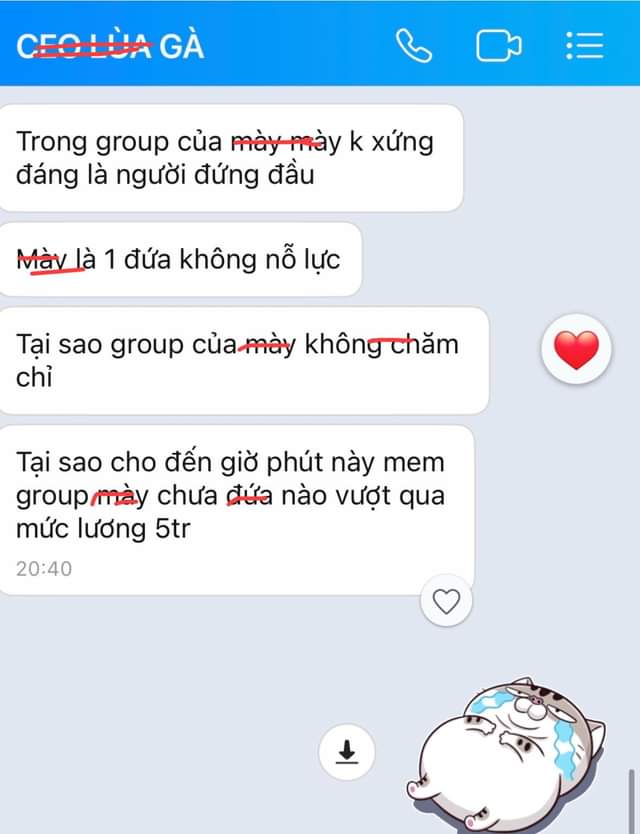 CEO LÙA GÀ
Trong group của mày mày k xứng
đáng là người đứng đầu
Mày là 1 đứa không nỗ lực
Tại sao group của mày không chăm
chỉ
Tại sao cho đến giờ phút này mem
group mày chưa đứa nào vượt qua
mức lương 5tr
20:40